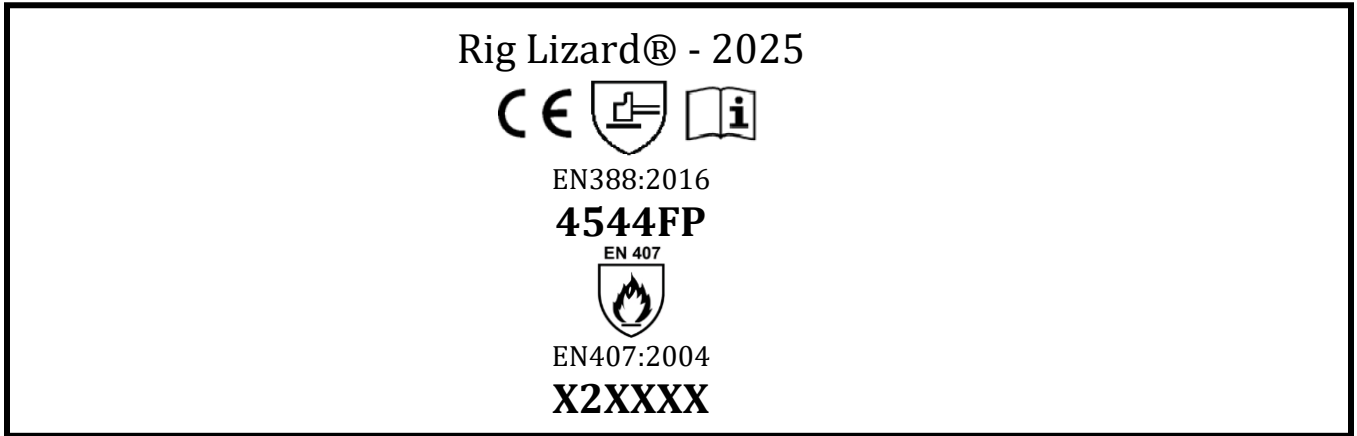 Rig Lizard® - 2025
CE i
EN388:2016
4544FP
EN 407
EN407:2004
X2XXXX